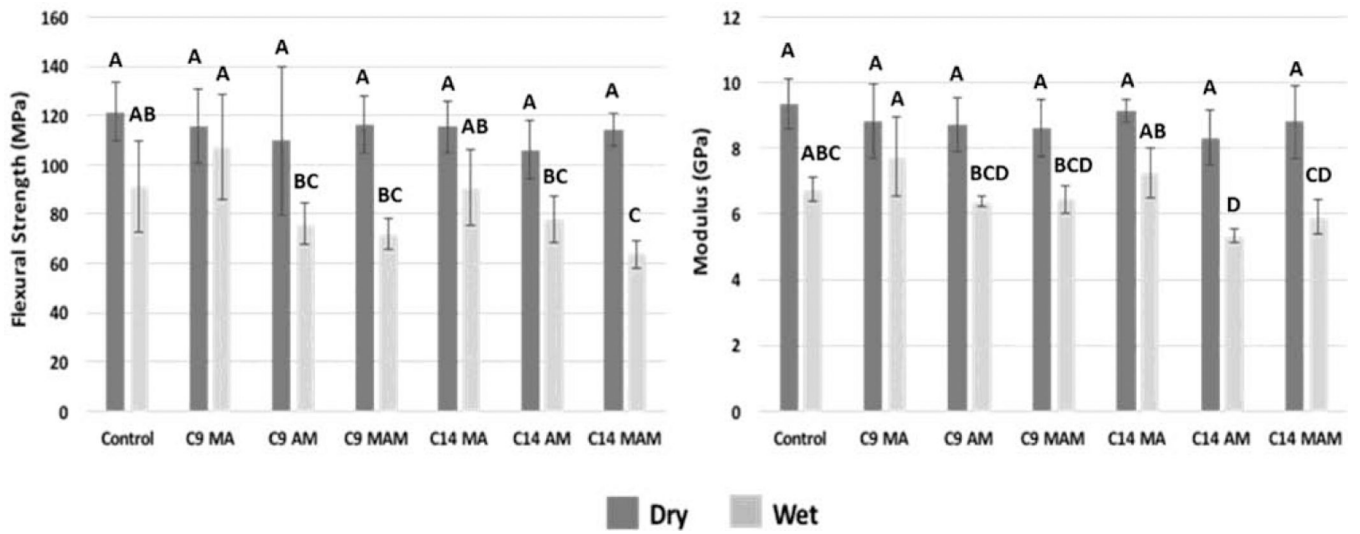 Flexural Strength (MPa)
160
140
120
100
80
60
40
20
0
A
AB
A
A
A
BC
A
BC
A
AB
A
BC
A
C
Control
C9 MA
C9 AM
C9 MAM
C14 MA
C14 AM
C14 MAM
Modulus (GPa)
12
10
8
6
4
2
0
A
ABC
A
A
A
BCD
A
BCD
A
AB
A
D
A
CD
Control
C9 MA
C9 AM
C9 MAM
C14 MA
C14 AM
C14 MAM
Dry
Wet